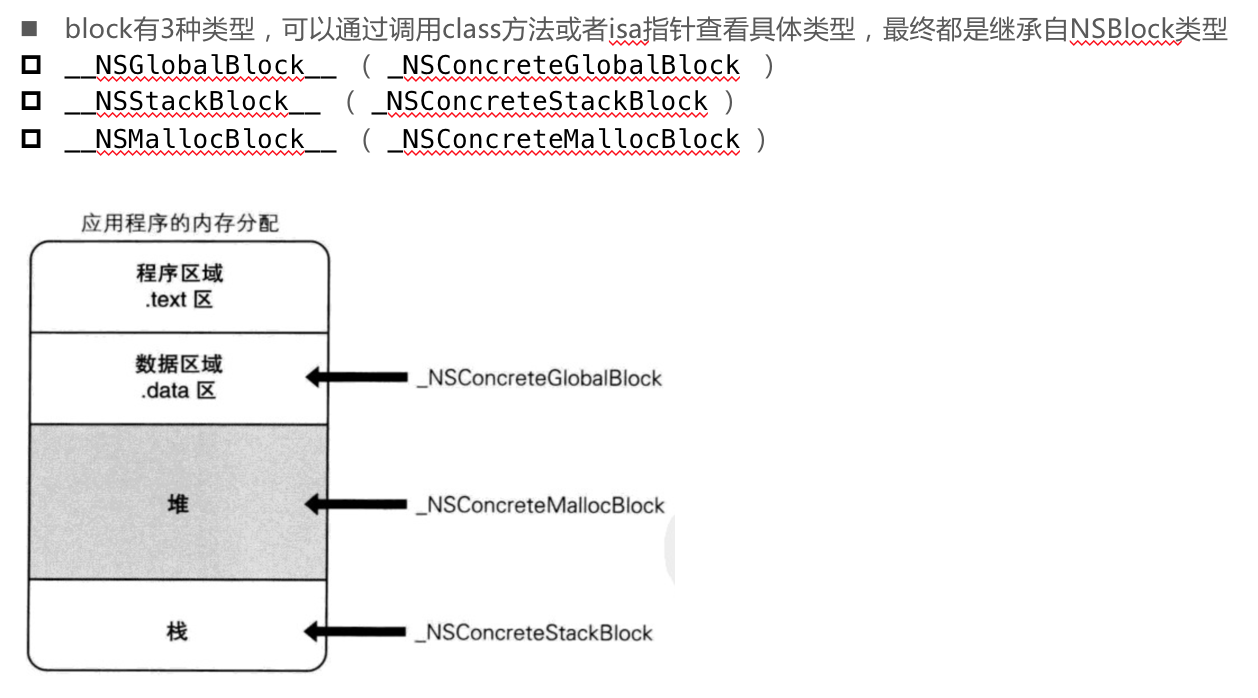 block有3种类型，可以通过调用class方法或者isa指针查看具体类型，最终都是继承自NSBlock类型
__NSGlobalBlock__ （ _NSConcreteGlobalBlock ）
__NSStackBlock__ （ _NSConcreteStackBlock ）
__NSMallocBlock__ （ _NSConcreteMallocBlock ）
应用程序的内存分配
程序区域
.text 区
数据区域
.data 区
_NSConcreteGlobalBlock
堆
_NSConcreteMallocBlock
栈
_NSConcreteStackBlock